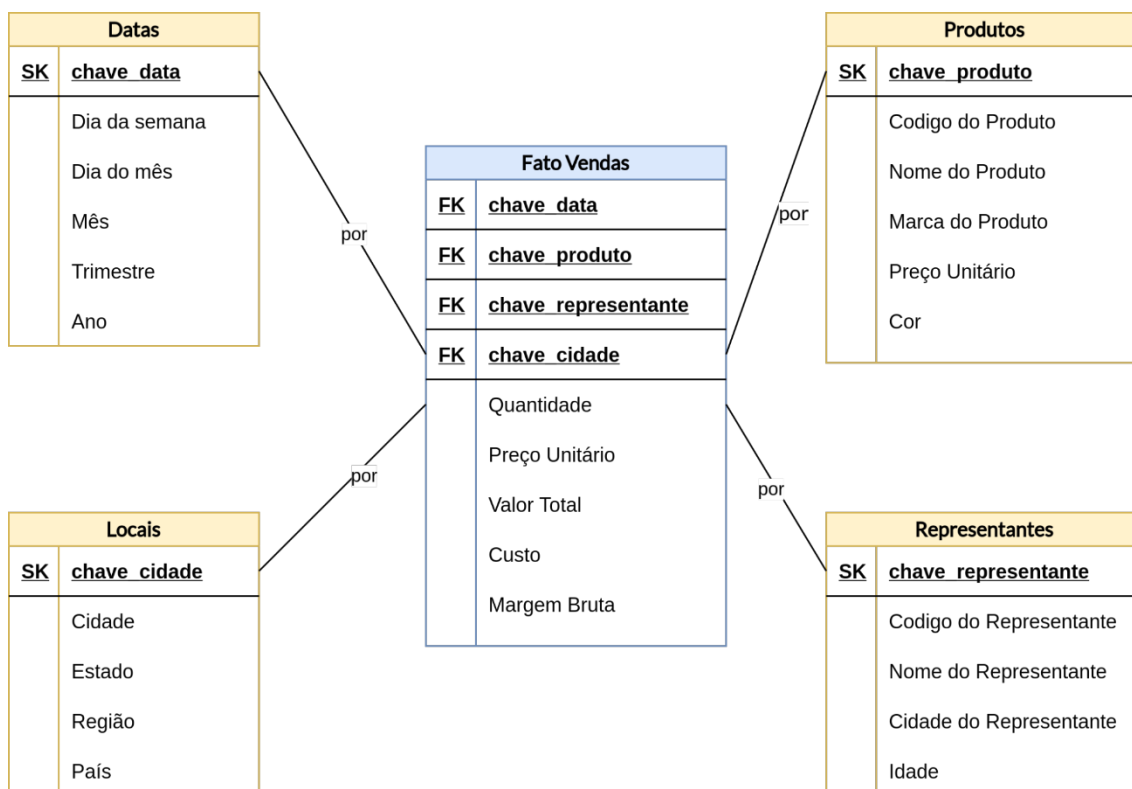 Datas
SK chave_data
Dia da semana
Dia do mês
Mês
Trimestre
Ano
Produtos
SK chave_produto
Codigo do Produto
Nome do Produto
Marca do Produto
Preço Unitário
Cor
Fato Vendas
FK chave_data
FK chave_produto
FK chave_representante
FK chave_cidade
Quantidade
Preço Unitário
Valor Total
Custo
Margem Bruta
por
por
por
por
Locais
SK chave_cidade
Cidade
Estado
Região
País
Representantes
SK chave_representante
Codigo do Representante
Nome do Representante
Cidade do Representante
Idade